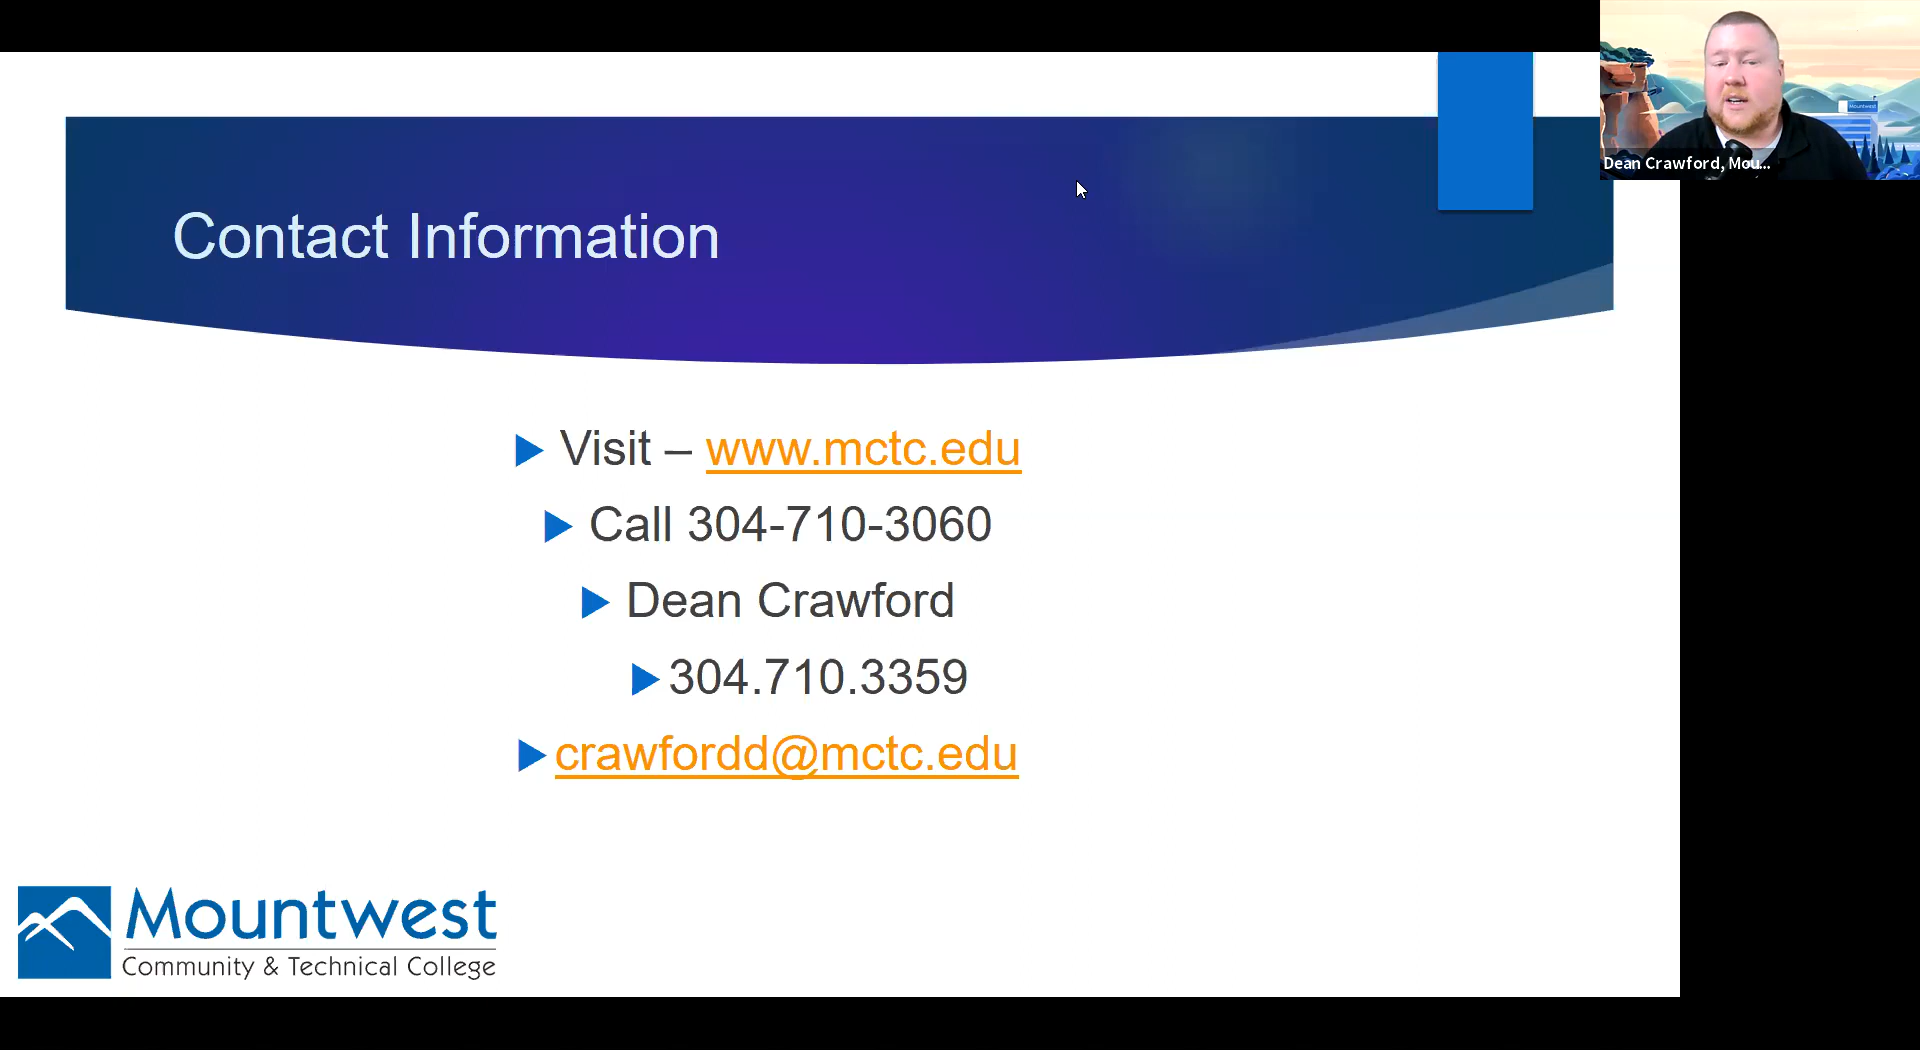 Contact Information
Visit – www.mctc.edu
Call 304-710-3060
Dean Crawford
304.710.3359
crawfordd@mctc.edu
Mountwest
Community & Technical College
Dean Crawford, Mou...
Mountwest